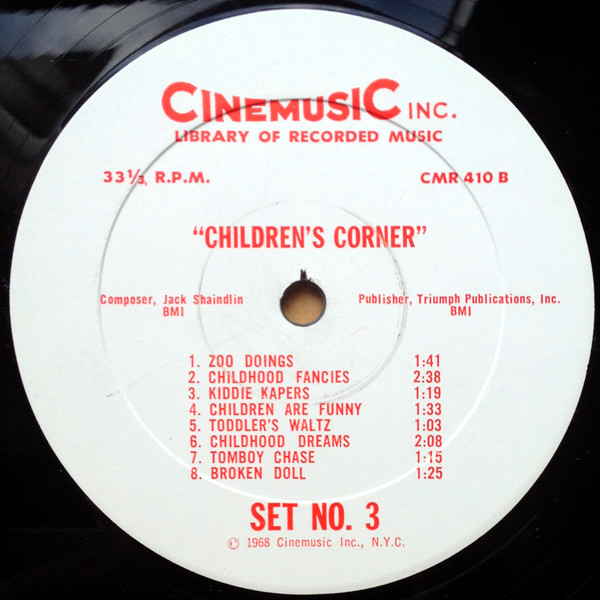 CINEMUSIC INC.
LIBRARY OF RECORDED MUSIC
33 1/3 R.P.M. CMR 410 B
"CHILDREN'S CORNER"
Composer, Jack Shaindlin Publisher, Triumph Publications, Inc.
BMI BMI
1. ZOO DOINGS 1:41
2. CHILDHOOD FANCIES 2:38
3. KIDDIE KAPERS 1:19
4. CHILDREN ARE FUNNY 1:33
5. TODDLER'S WALTZ 1:03
6. CHILDHOOD DREAMS 2:08
7. TOMBOY CHASE 1:15
8. BROKEN DOLL 1:25
SET NO. 3
© 1968 Cinemusic Inc., N.Y.C.